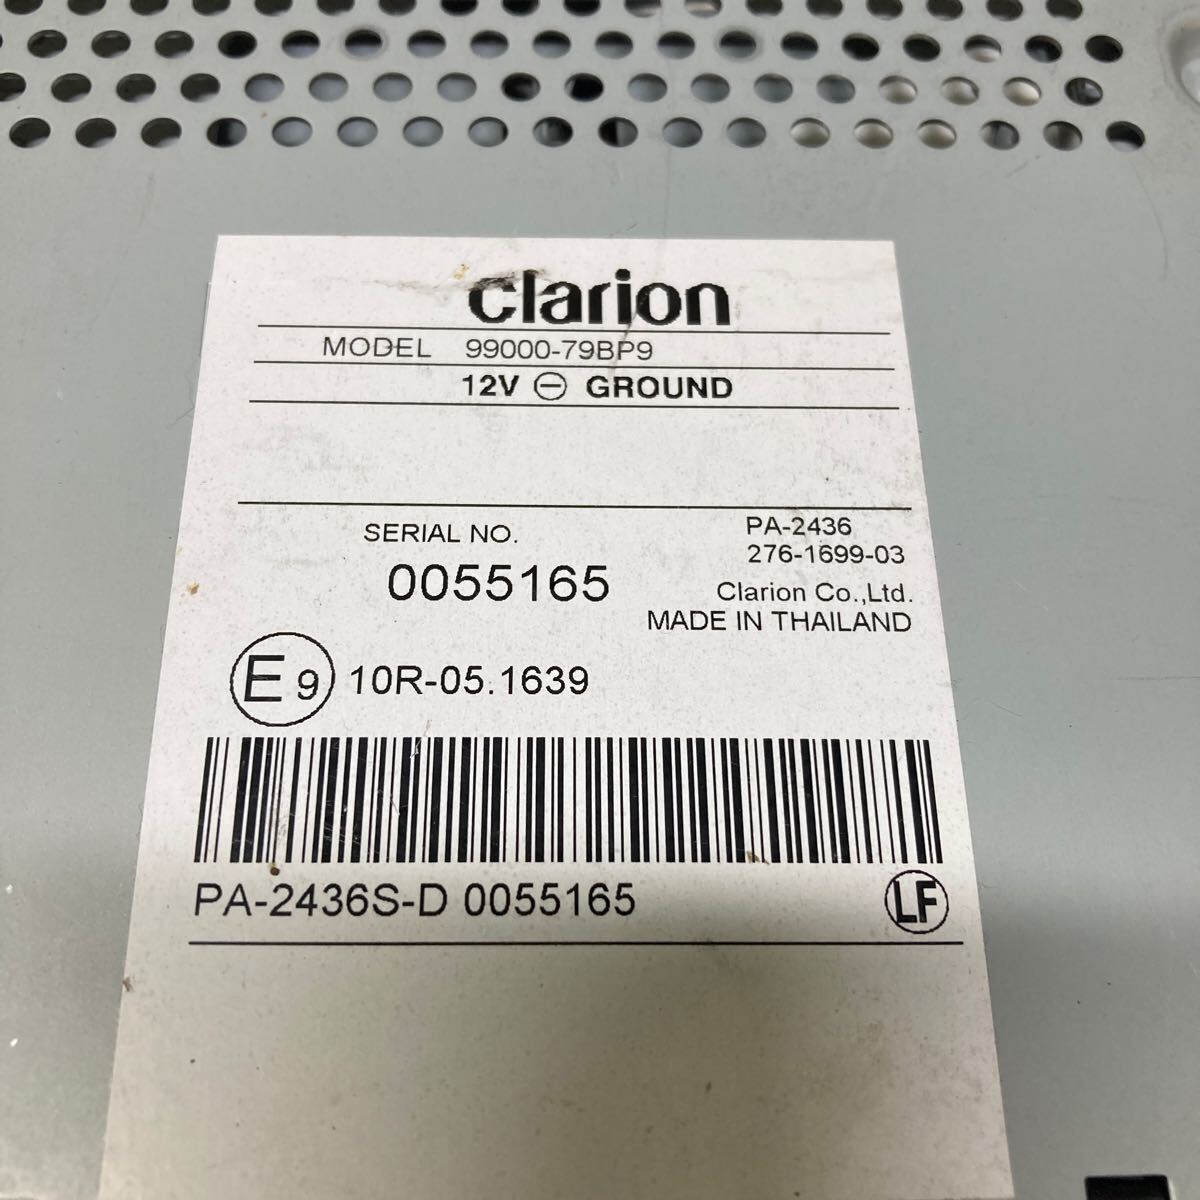 clarion
MODEL 99000-79BP9
12V ⊖ GROUND
SERIAL NO.
0055165
PA-2436
276-1699-03
Clarion Co.,Ltd.
MADE IN THAILAND
E9 10R-05.1639
PA-2436S-D 0055165
LF